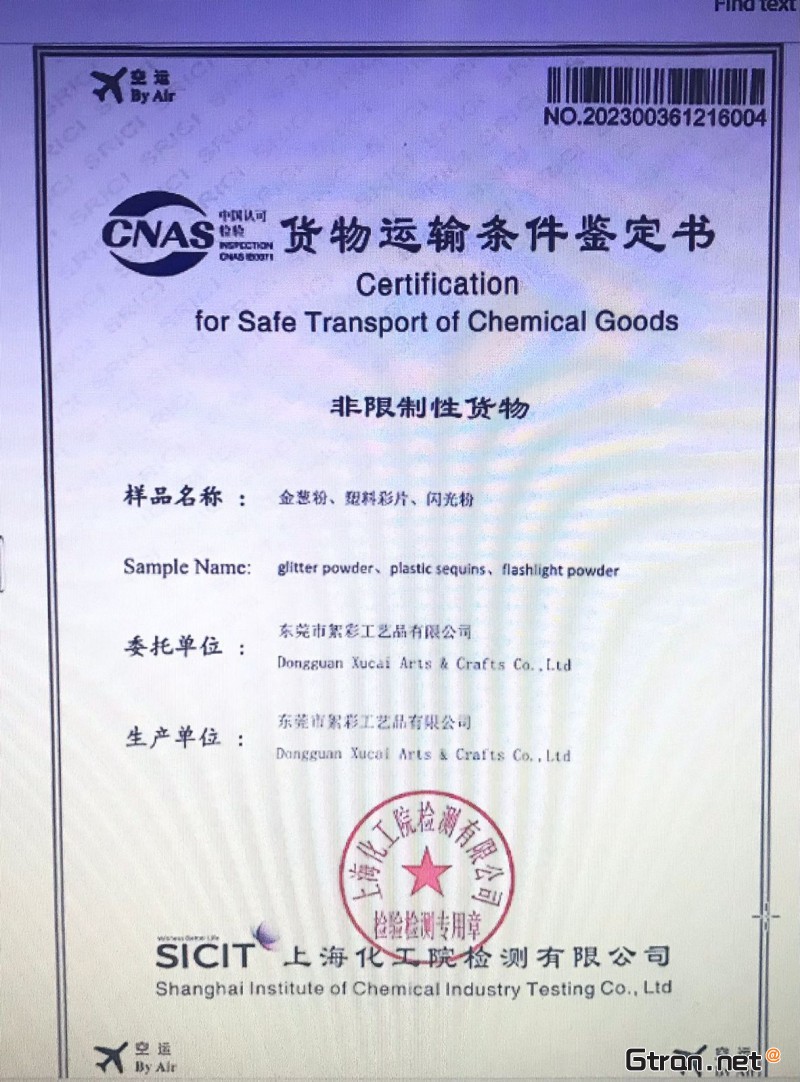 Find text
空 运
By Air
NO.202300361216004
CNAS
中国认可
检验
INSPECTION
货物运输条件鉴定书
Certification
for Safe Transport of Chemical Goods
非限制性货物
样品名称 : 金葱粉、塑料彩片、闪光粉
Sample Name: glitter powder、plastic sequins、flashlight powder
委托单位 : 东莞市絮彩工艺品有限公司
Dongguan Xucai Arts & Crafts Co.,Ltd
生产单位 : 东莞市絮彩工艺品有限公司
Dongguan Xucai Arts & Crafts Co.,Ltd
上海化工院检测有限公司
检验检测专用章
SICIT 上海化工院检测有限公司
Shanghai Institute of Chemical Industry Testing Co., Ltd
空 运
By Air
空 运
By Air
Gtran.net@